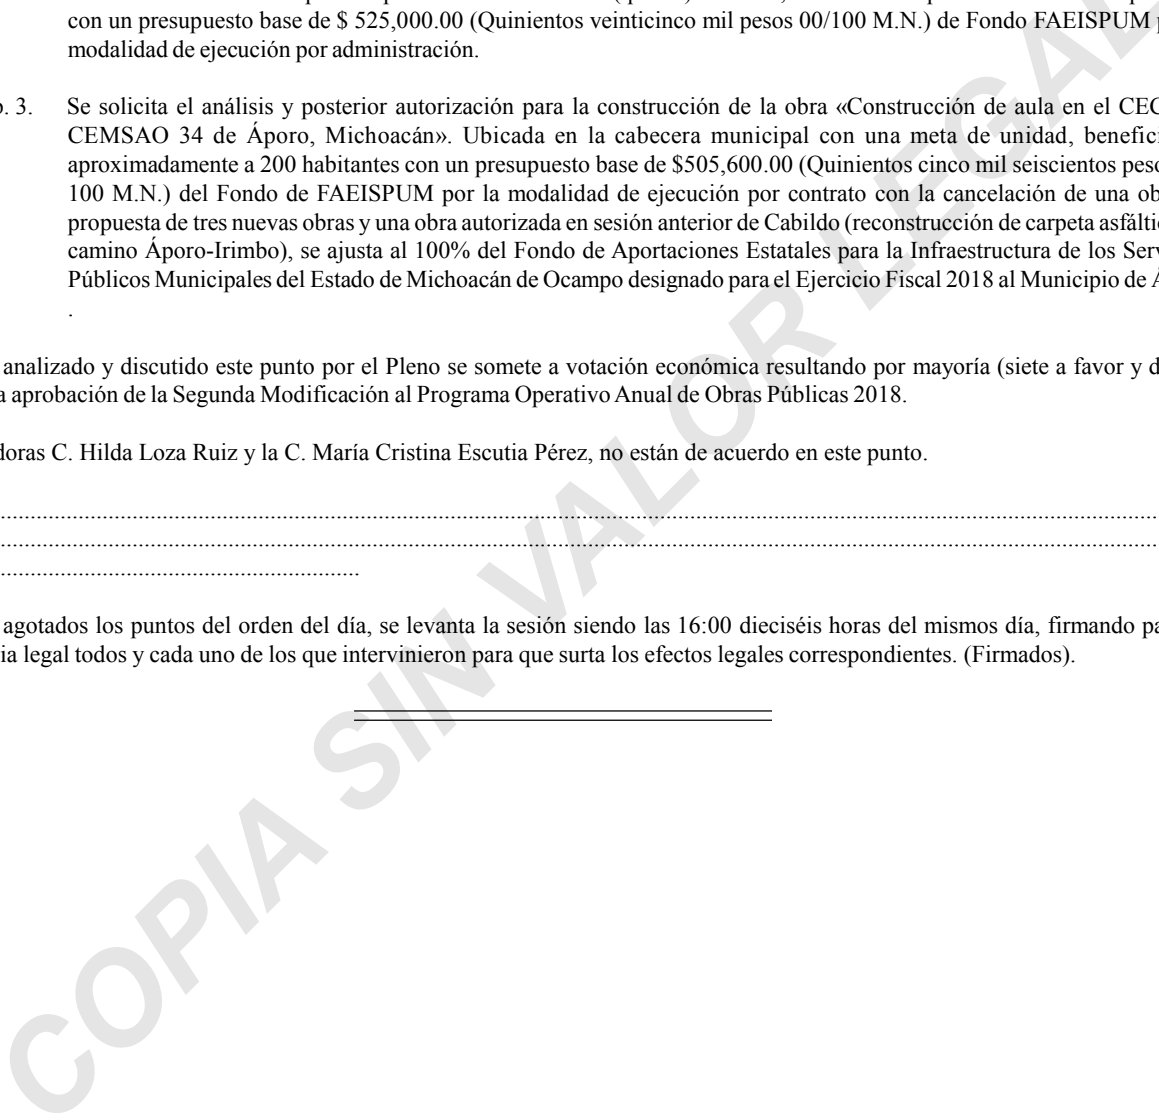 con un presupuesto base de $ 525,000.00 (Quinientos veinticinco mil pesos 00/100 M.N.) de Fondo FAEISPUM
modalidad de ejecución por administración.
3. Se solicita el análisis y posterior autorización para la construcción de la obra «Construcción de aula en el
CEMSAO 34 de Áporo, Michoacán». Ubicada en la cabecera municipal con una meta de unidad,
aproximadamente a 200 habitantes con un presupuesto base de $505,600.00 (Quinientos cinco mil seiscientos
100 M.N.) del Fondo de FAEISPUM por la modalidad de ejecución por contrato con la cancelación de una
propuesta de tres nuevas obras y una obra autorizada en sesión anterior de Cabildo (reconstrucción de carpeta
camino Áporo-Irimbo), se ajusta al 100% del Fondo de Aportaciones Estatales para la Infraestructura de los
Públicos Municipales del Estado de Michoacán de Ocampo designado para el Ejercicio Fiscal 2018 al Municipio de
.
analizado y discutido este punto por el Pleno se somete a votación económica resultando por mayoría (siete a favor y
aprobación de la Segunda Modificación al Programa Operativo Anual de Obras Públicas 2018.
doras C. Hilda Loza Ruiz y la C. María Cristina Escutia Pérez, no están de acuerdo en este punto.
agotados los puntos del orden del día, se levanta la sesión siendo las 16:00 dieciséis horas del mismos día, firmando
ia legal todos y cada uno de los que intervinieron para que surta los efectos legales correspondientes. (Firmados).
COPIA SIN VALOR LEGAL